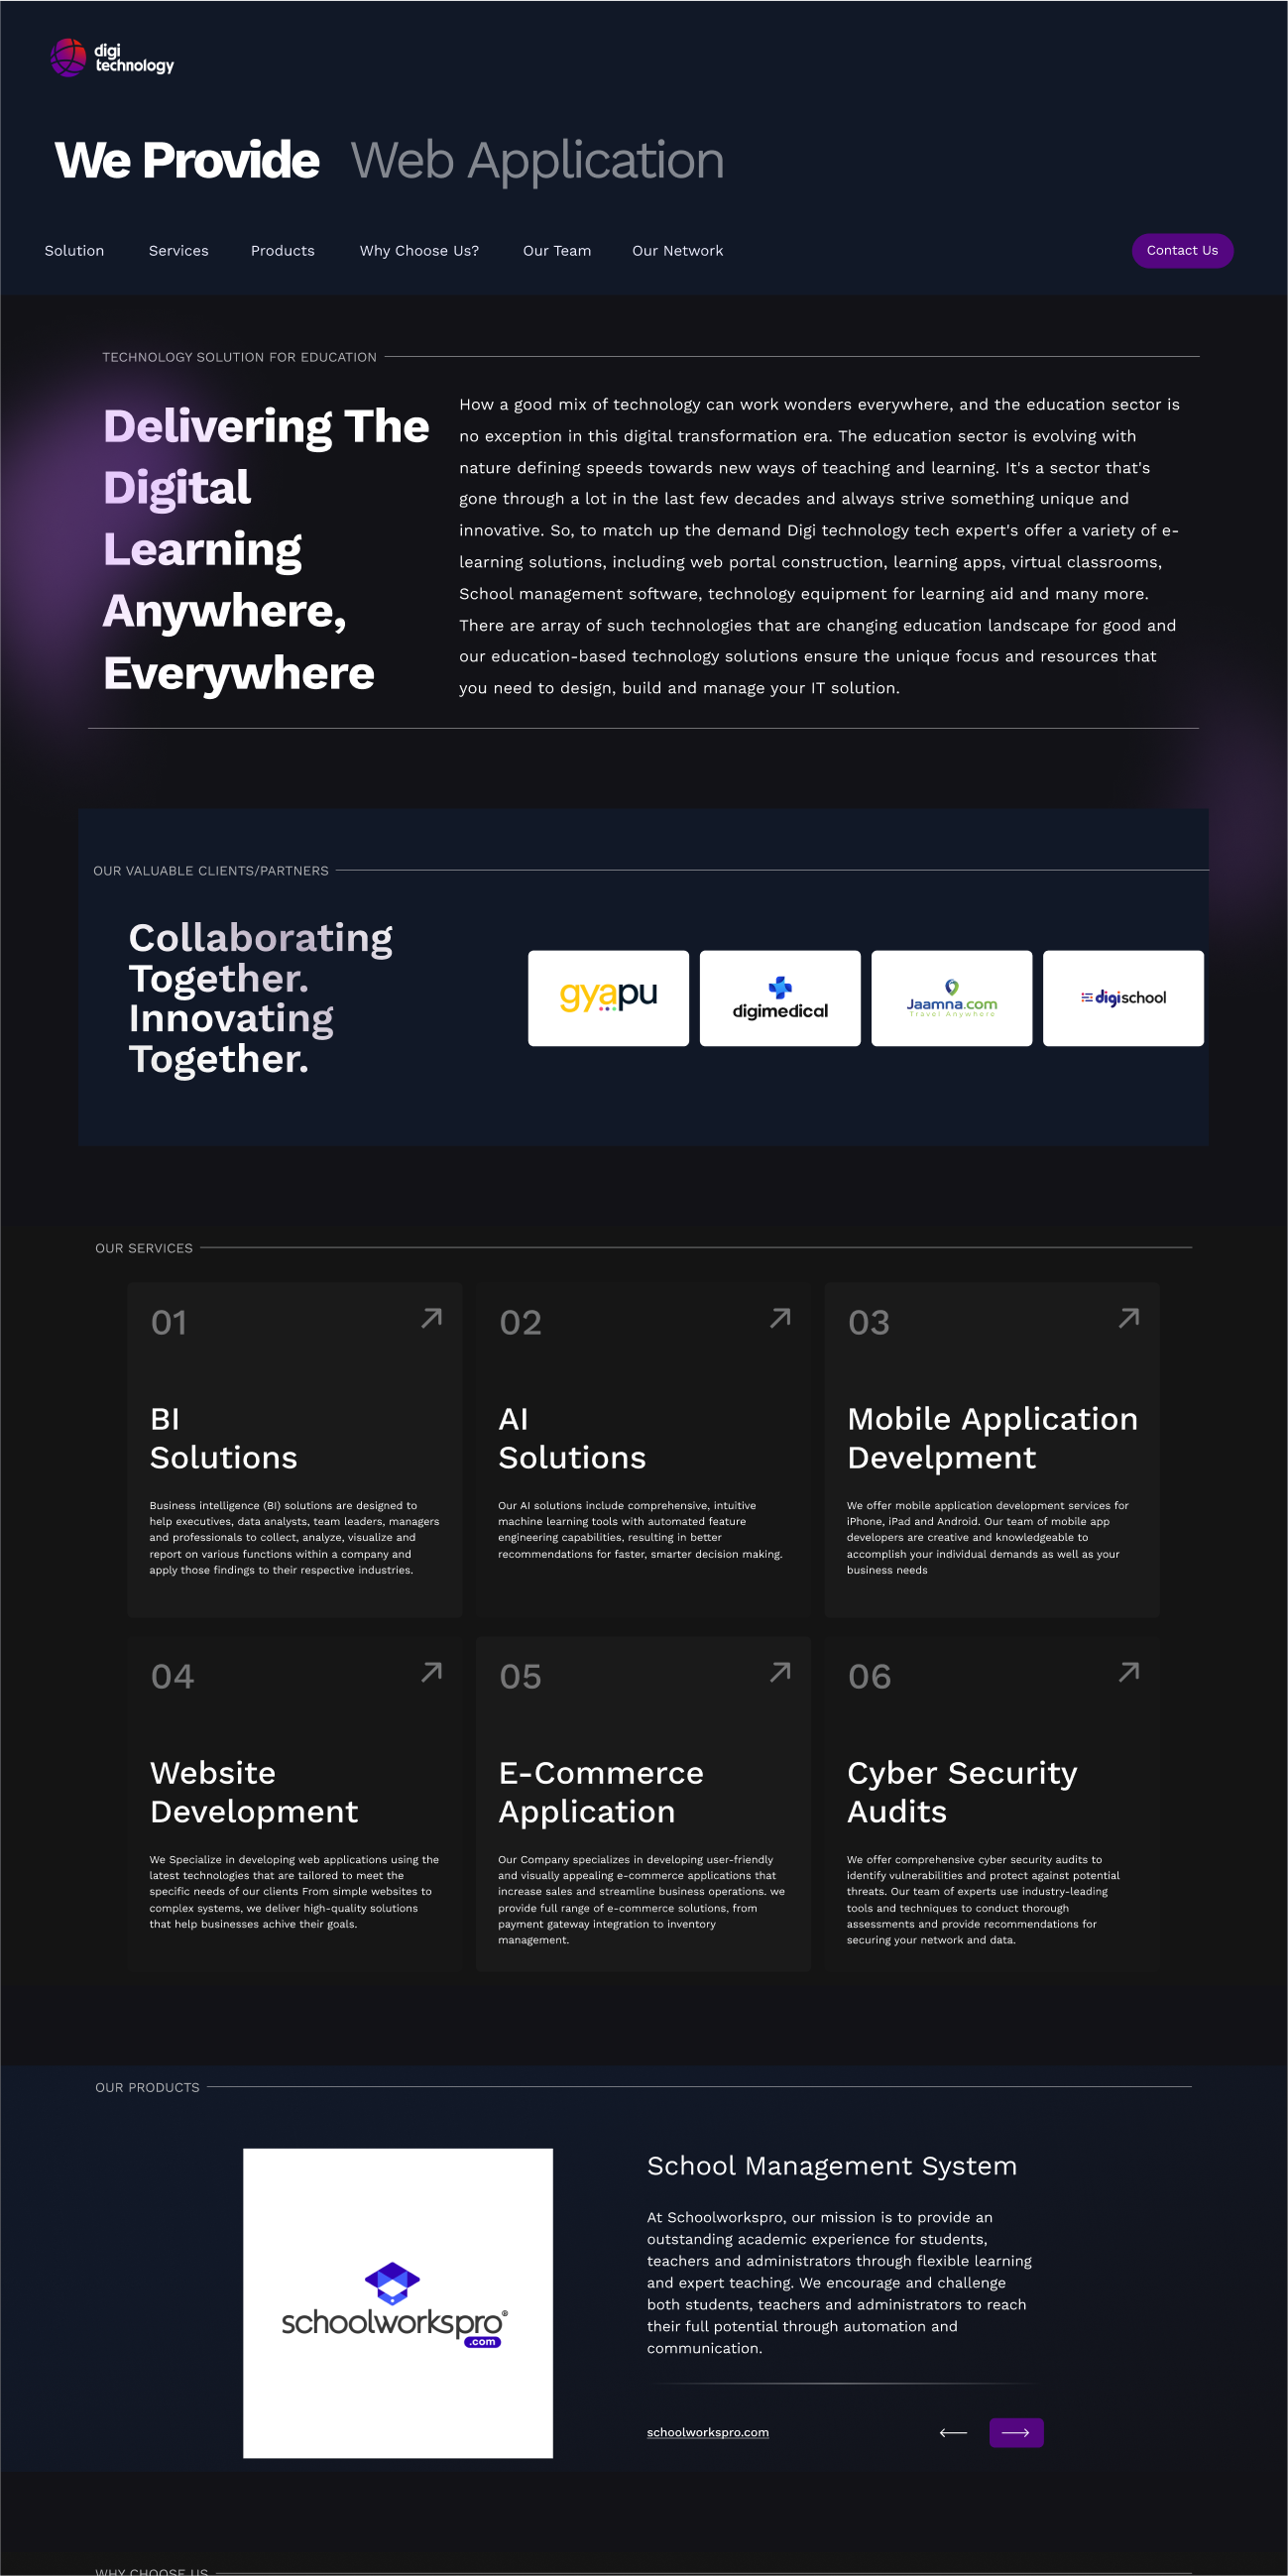 digi
technology
We Provide Web Application
Solution Services Products Why Choose Us? Our Team Our Network Contact Us
TECHNOLOGY SOLUTION FOR EDUCATION
Delivering The
Digital
Learning
Anywhere,
Everywhere
How a good mix of technology can work wonders everywhere, and the education sector is
no exception in this digital transformation era. The education sector is evolving with
nature defining speeds towards new ways of teaching and learning. It's a sector that's
gone through a lot in the last few decades and always strive something unique and
innovative. So, to match up the demand Digi technology tech expert's offer a variety of e-
learning solutions, including web portal construction, learning apps, virtual classrooms,
School management software, technology equipment for learning aid and many more.
There are array of such technologies that are changing education landscape for good and
our education-based technology solutions ensure the unique focus and resources that
you need to design, build and manage your IT solution.
OUR VALUABLE CLIENTS/PARTNERS
Collaborating
Together.
Innovating
Together.
gyapu
digimedical
Jaamna.com
Travel Anywhere
digischool
OUR SERVICES
01
BI
Solutions
Business intelligence (BI) solutions are designed to
help executives, data analysts, team leaders, managers
and professionals to collect, analyze, visualize and
report on various functions within a company and
apply those findings to their respective industries.
02
AI
Solutions
Our AI solutions include comprehensive, intuitive
machine learning tools with automated feature
engineering capabilities, resulting in better
recommendations for faster, smarter decision making.
03
Mobile Application
Develpment
We offer mobile application development services for
iPhone, iPad and Android. Our team of mobile app
developers are creative and knowledgeable to
accomplish your individual demands as well as your
business needs
04
Website
Development
We Specialize in developing web applications using the
latest technologies that are tailored to meet the
specific needs of our clients From simple websites to
complex systems, we deliver high-quality solutions
that help businesses achive their goals.
05
E-Commerce
Application
Our Company specializes in developing user-friendly
and visually appealing e-commerce applications that
increase sales and streamline business operations. we
provide full range of e-commerce solutions, from
payment gateway integration to inventory
management.
06
Cyber Security
Audits
We offer comprehensive cyber security audits to
identify vulnerabilities and protect against potential
threats. Our team of experts use industry-leading
tools and techniques to conduct thorough
assessments and provide recommendations for
securing your network and data.
OUR PRODUCTS
schoolworkspro®
.com
School Management System
At Schoolworkspro, our mission is to provide an
outstanding academic experience for students,
teachers and administrators through flexible learning
and expert teaching. We encourage and challenge
both students, teachers and administrators to reach
their full potential through automation and
communication.
schoolworkspro.com
WHY CHOOSE US